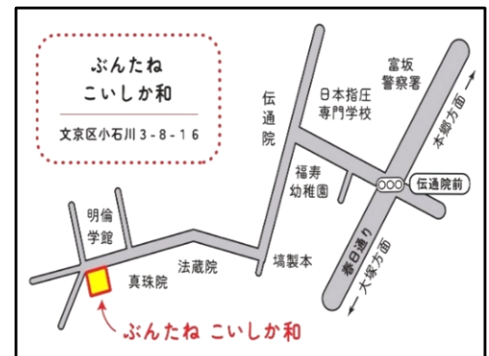 ぶんたね
こいしか和
文京区小石川3-8-16
伝通院
日本指圧
専門学校
富坂
警察署
本郷方面
福寿
幼稚園
伝通院前
春日通り
大塚方面
明倫
学館
真珠院
法蔵院
塙製本
ぶんたね こいしか和